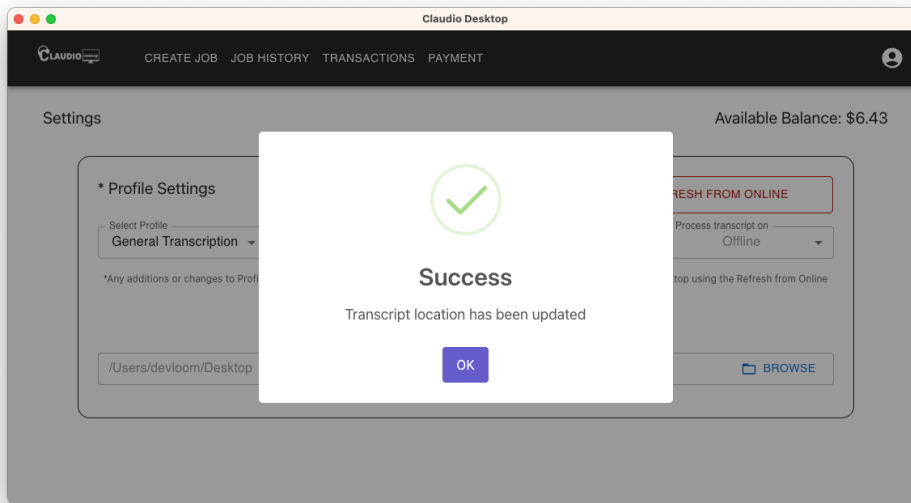 Claudio Desktop
CLAUDIO
CREATE JOB JOB HISTORY TRANSACTIONS PAYMENT
Settings
Available Balance: $6.43
* Profile Settings
RESH FROM ONLINE
Select Profile
General Transcription
Process transcript on
Offline
*Any additions or changes to Profi
top using the Refresh from Online
Success
Transcript location has been updated
OK
/Users/devloom/Desktop
BROWSE